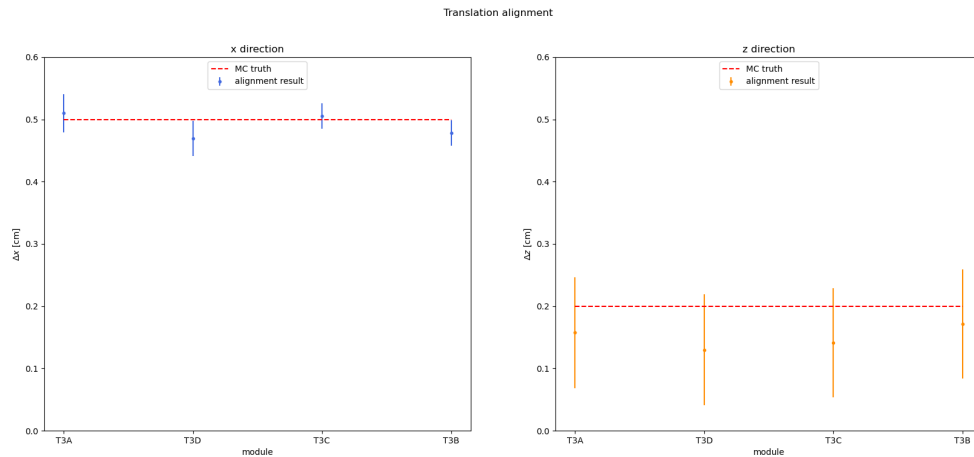 Translation alignment
x direction
MC truth
alignment result
0.6
0.5
0.4
0.3
0.2
0.1
0.0
Δx [cm]
T3A
T3D
T3C
T3B
module
z direction
MC truth
alignment result
0.6
0.5
0.4
0.3
0.2
0.1
0.0
Δz [cm]
T3A
T3D
T3C
T3B
module